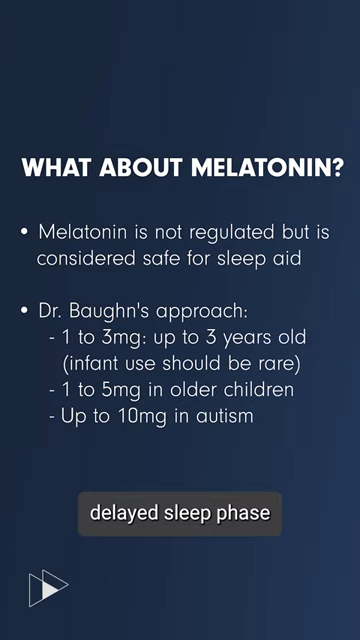 WHAT ABOUT MELATONIN?
• Melatonin is not regulated but is
considered safe for sleep aid
• Dr. Baughn's approach:
- 1 to 3mg: up to 3 years old
(infant use should be rare)
- 1 to 5mg in older children
- Up to 10mg in autism
delayed sleep phase